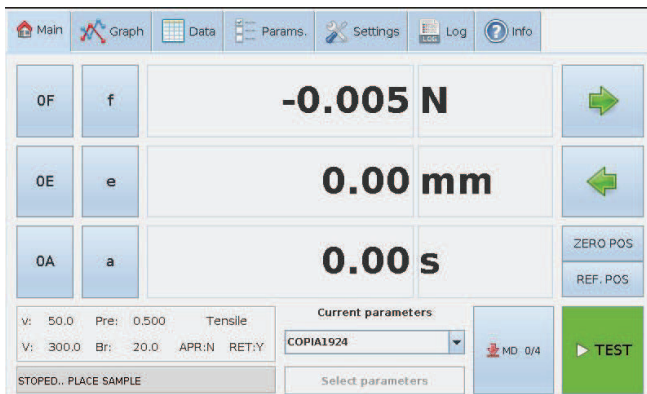 Main Graph Data Params. Settings LOG Log ? Info
0F f -0.005 N
0E e 0.00 mm
0A a 0.00 s
ZERO POS
REF. POS
v: 50.0 Pre: 0.500 Tensile
V: 300.0 Br: 20.0 APR:N RET:Y
STOPED.. PLACE SAMPLE
Current parameters
COPIA1924
Select parameters
MD 0/4
TEST